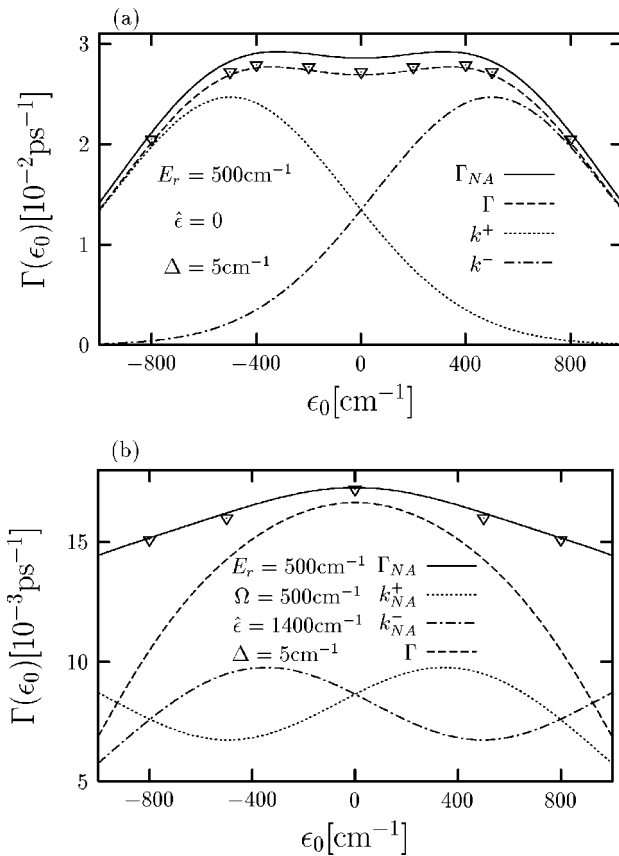 (a)
3
2
1
0
Γ(ϵ₀)[10⁻²ps⁻¹]
E_r = 500cm⁻¹
ϵ̂ = 0
Δ = 5cm⁻¹
Γ_NA
Γ
k⁺
k⁻
−800 −400 0 400 800
ϵ₀[cm⁻¹]
(b)
15
10
5
Γ(ϵ₀)[10⁻³ps⁻¹]
E_r = 500cm⁻¹ Γ_NA
Ω = 500cm⁻¹ k⁺_NA
ϵ̂ = 1400cm⁻¹ k⁻_NA
Δ = 5cm⁻¹ Γ
−800 −400 0 400 800
ϵ₀[cm⁻¹]